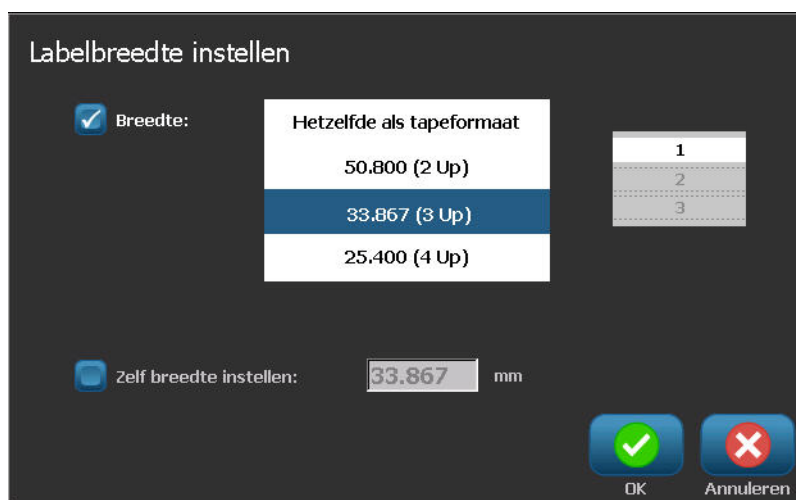 Labelbreedte instellen
Breedte:
Hetzelfde als tapeformaat
50.800 (2 Up)
33.867 (3 Up)
25.400 (4 Up)
1
2
3
Zelf breedte instellen: 33.867 mm
OK Annuleren